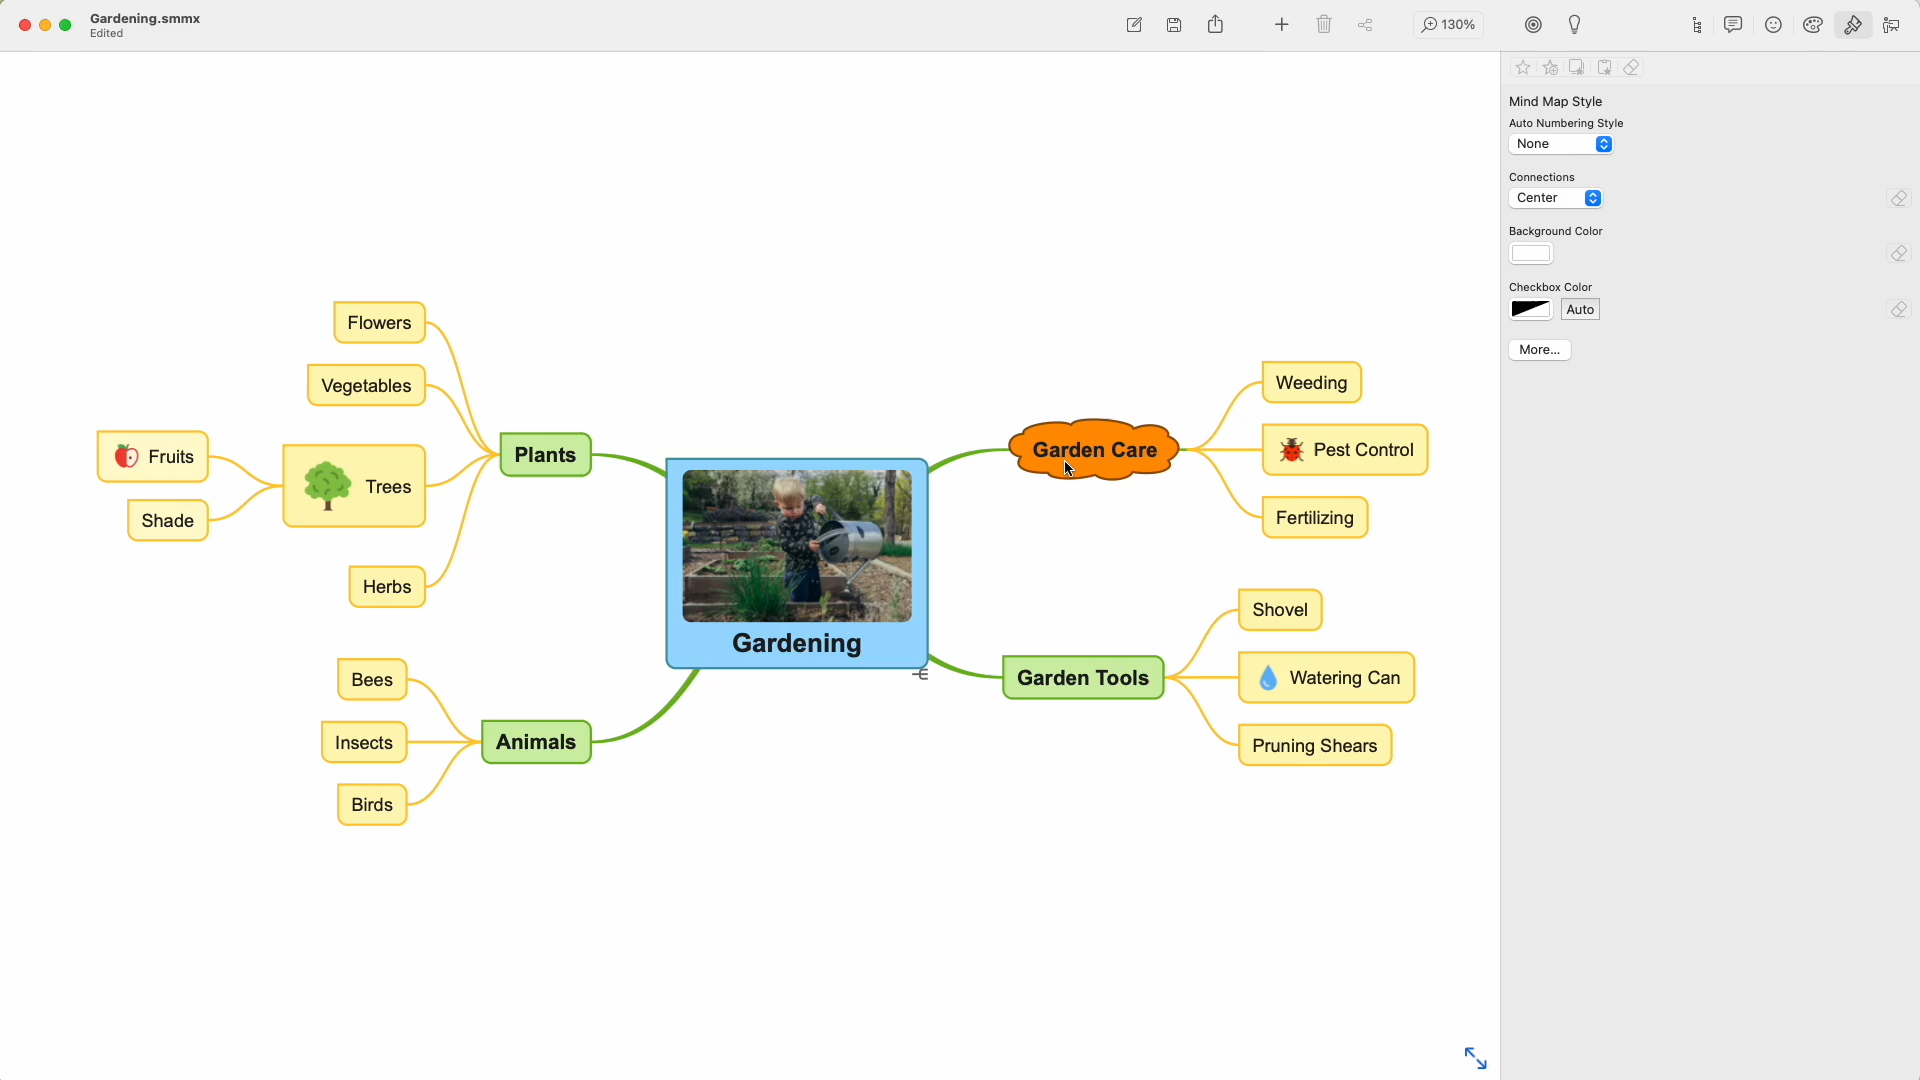 Gardening.smmx
Edited
130%
Mind Map Style
Auto Numbering Style
None
Connections
Center
Background Color
Checkbox Color
Auto
More...
Flowers
Vegetables
Fruits
Trees
Shade
Herbs
Plants
Bees
Insects
Birds
Animals
Gardening
Garden Care
Weeding
Pest Control
Fertilizing
Garden Tools
Shovel
Watering Can
Pruning Shears